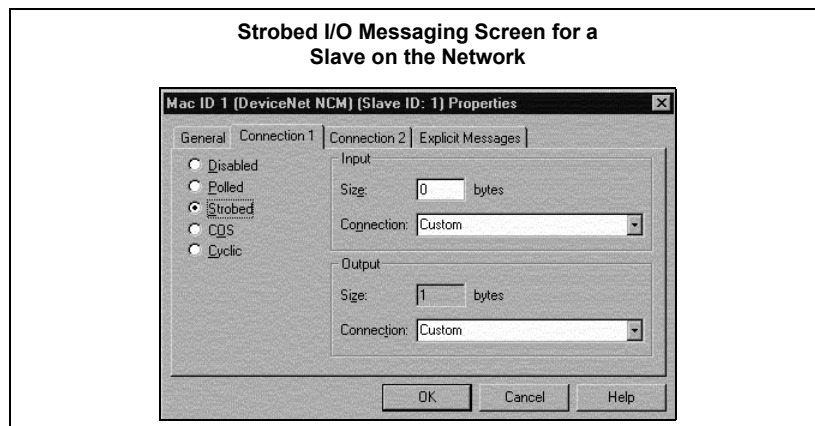 Strobed I/O Messaging Screen for a
Slave on the Network
Mac ID 1 (DeviceNet NCM) (Slave ID: 1) Properties
General Connection 1 Connection 2 Explicit Messages
Disabled
Polled
Strobed
COS
Cyclic
Input
Size: 0 bytes
Connection: Custom
Output
Size: 1 bytes
Connection: Custom
OK Cancel Help